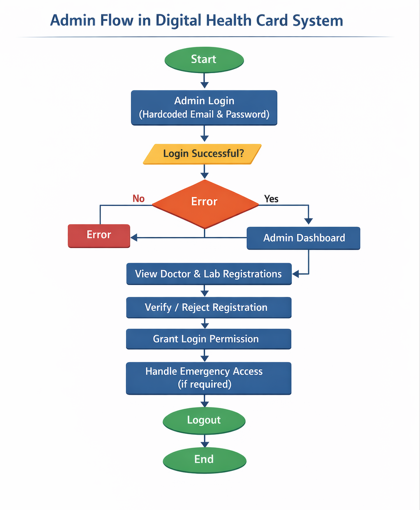 Admin Flow in Digital Health Card System
Start
Admin Login
(Hardcoded Email & Password)
Login Successful?
No
Error
Yes
Error
Admin Dashboard
View Doctor & Lab Registrations
Verify / Reject Registration
Grant Login Permission
Handle Emergency Access
(if required)
Logout
End